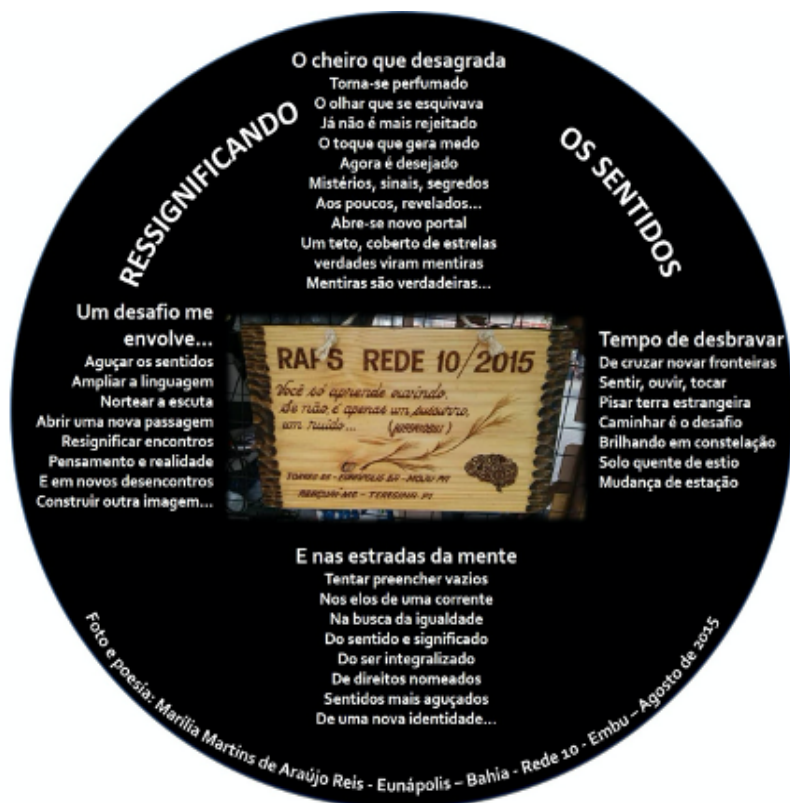 RESSIGNIFICANDO
OS SENTIDOS
O cheiro que desagrada
Torna-se perfumado
O olhar que se esquivava
Já não é mais rejeitado
O toque que gera medo
Agora é desejado
Mistérios, sinais, segredos
Aos poucos, revelados...
Abre-se novo portal
Um teto, coberto de estrelas
verdades viram mentiras
Mentiras são verdadeiras...
Um desafio me
envolve...
Aguçar os sentidos
Ampliar a linguagem
Nortear a escuta
Abrir uma nova passagem
Resignificar encontros
Pensamento e realidade
E em novos desencontros
Construir outra imagem...
RAPS REDE 10/2015
Você só aprende ouvindo,
se não, é apenas um sussurro,
um ruído...
EUNÁPOLIS BA - MOJU PA
TERESINA PI
Tempo de desbravar
De cruzar novar fronteiras
Sentir, ouvir, tocar
Pisar terra estrangeira
Caminhar é o desafio
Brilhando em constelação
Solo quente de estio
Mudança de estação
E nas estradas da mente
Tentar preencher vazios
Nos elos de uma corrente
Na busca da igualdade
Do sentido e significado
Do ser integralizado
De direitos nomeados
Sentidos mais aguçados
De uma nova identidade...
Foto e poesia: Marília Martins de Araújo Reis - Eunápolis – Bahia - Rede 10 - Embu – Agosto de 2015